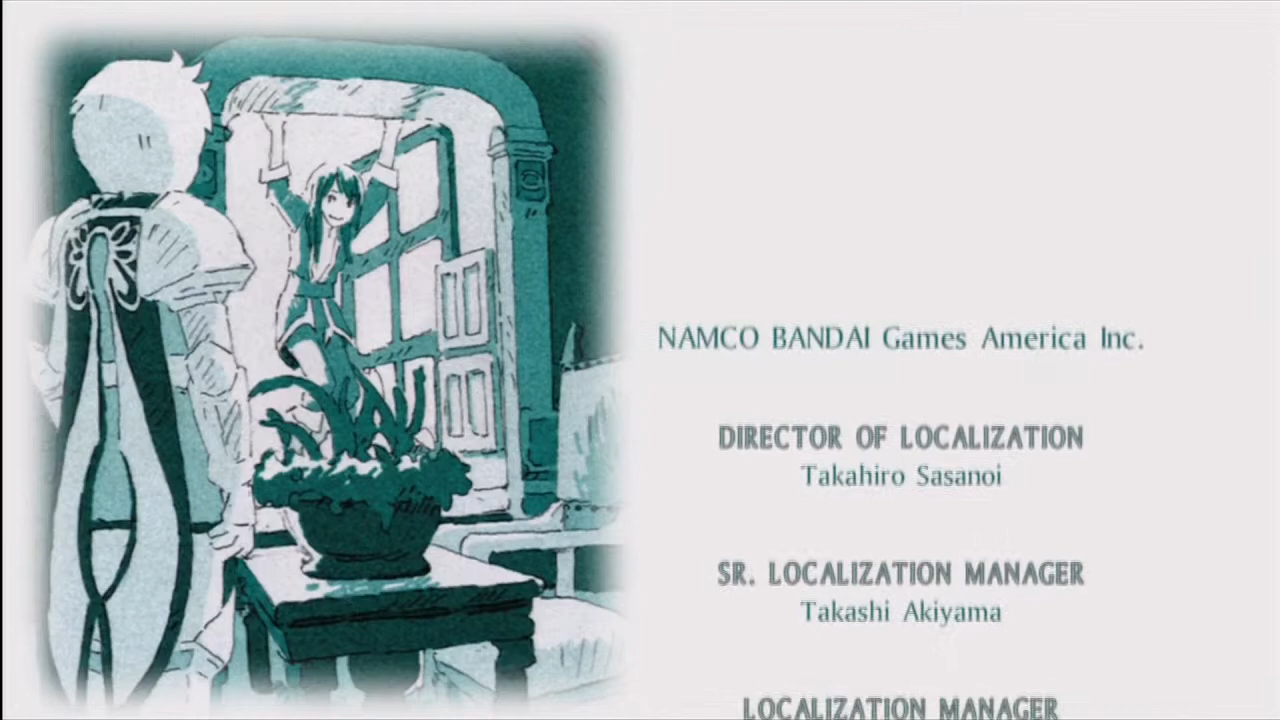 NAMCO BANDAI Games America Inc.
DIRECTOR OF LOCALIZATION
Takahiro Sasanoi
SR. LOCALIZATION MANAGER
Takashi Akiyama
LOCALIZATION MANAGER